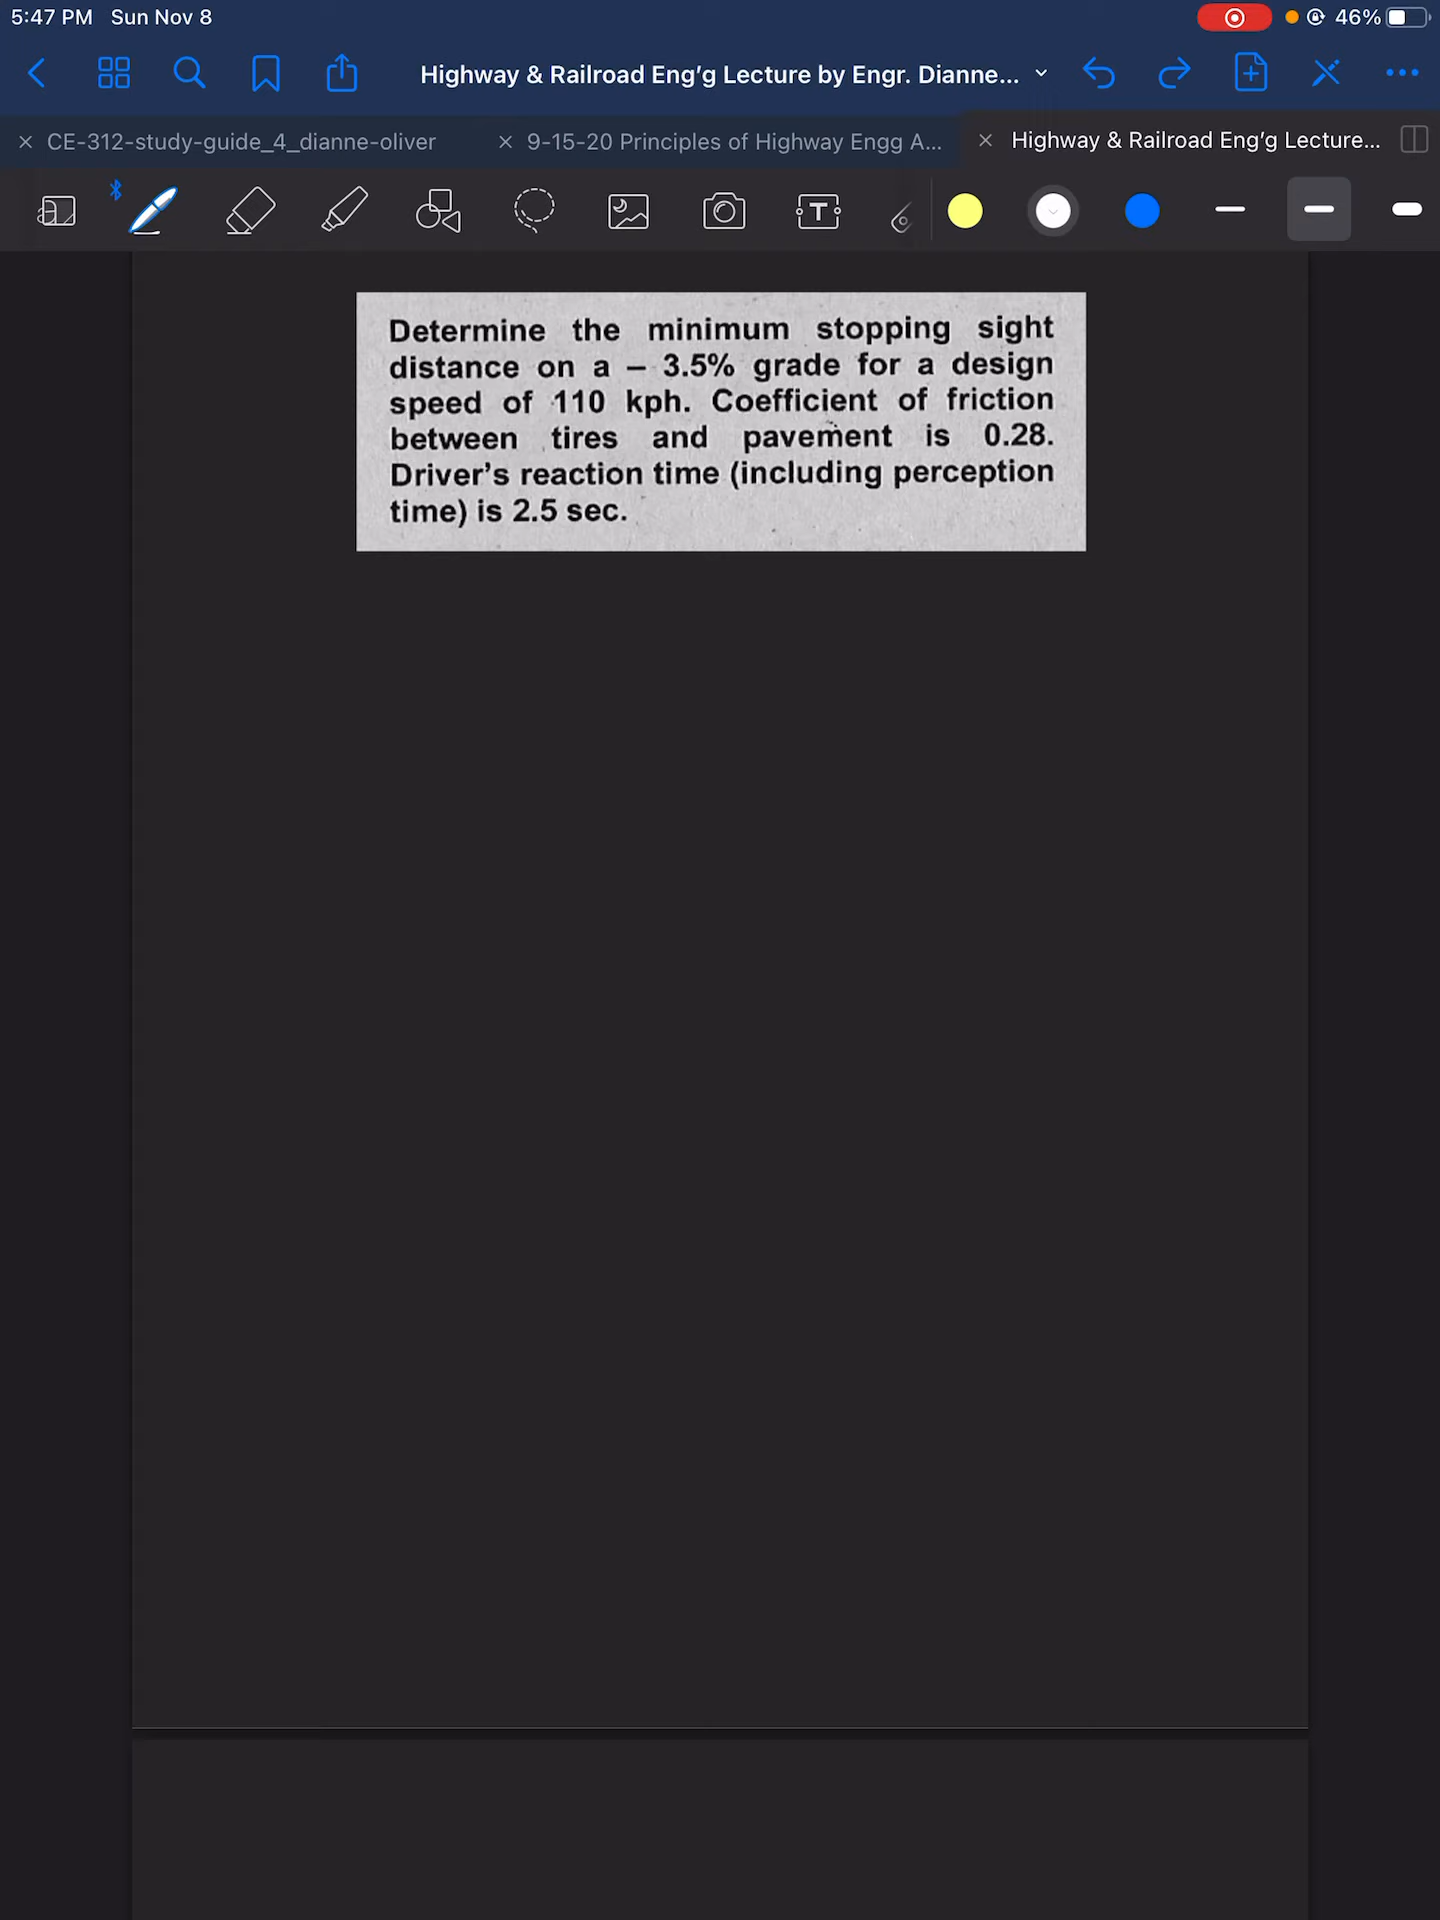 5:47 PM Sun Nov 8 46%
Highway & Railroad Eng’g Lecture by Engr. Dianne...
CE-312-study-guide_4_dianne-oliver 9-15-20 Principles of Highway Engg A... Highway & Railroad Eng’g Lecture...
Determine the minimum stopping sight
distance on a – 3.5% grade for a design
speed of 110 kph. Coefficient of friction
between tires and pavement is 0.28.
Driver’s reaction time (including perception
time) is 2.5 sec.